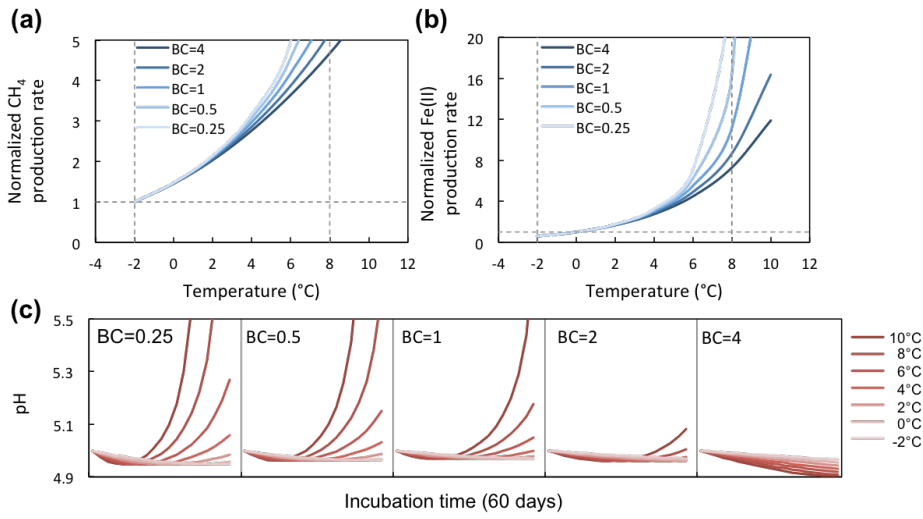 (a)
Normalized CH4
production rate
5
4
3
2
1
0
BC=4
BC=2
BC=1
BC=0.5
BC=0.25
-4 -2 0 2 4 6 8 10 12
Temperature (°C)
(b)
Normalized Fe(II)
production rate
20
16
12
8
4
0
BC=4
BC=2
BC=1
BC=0.5
BC=0.25
-4 -2 0 2 4 6 8 10 12
Temperature (°C)
(c)
pH
5.5
5.3
5.1
4.9
BC=0.25 BC=0.5 BC=1 BC=2 BC=4
10°C
8°C
6°C
4°C
2°C
0°C
-2°C
Incubation time (60 days)